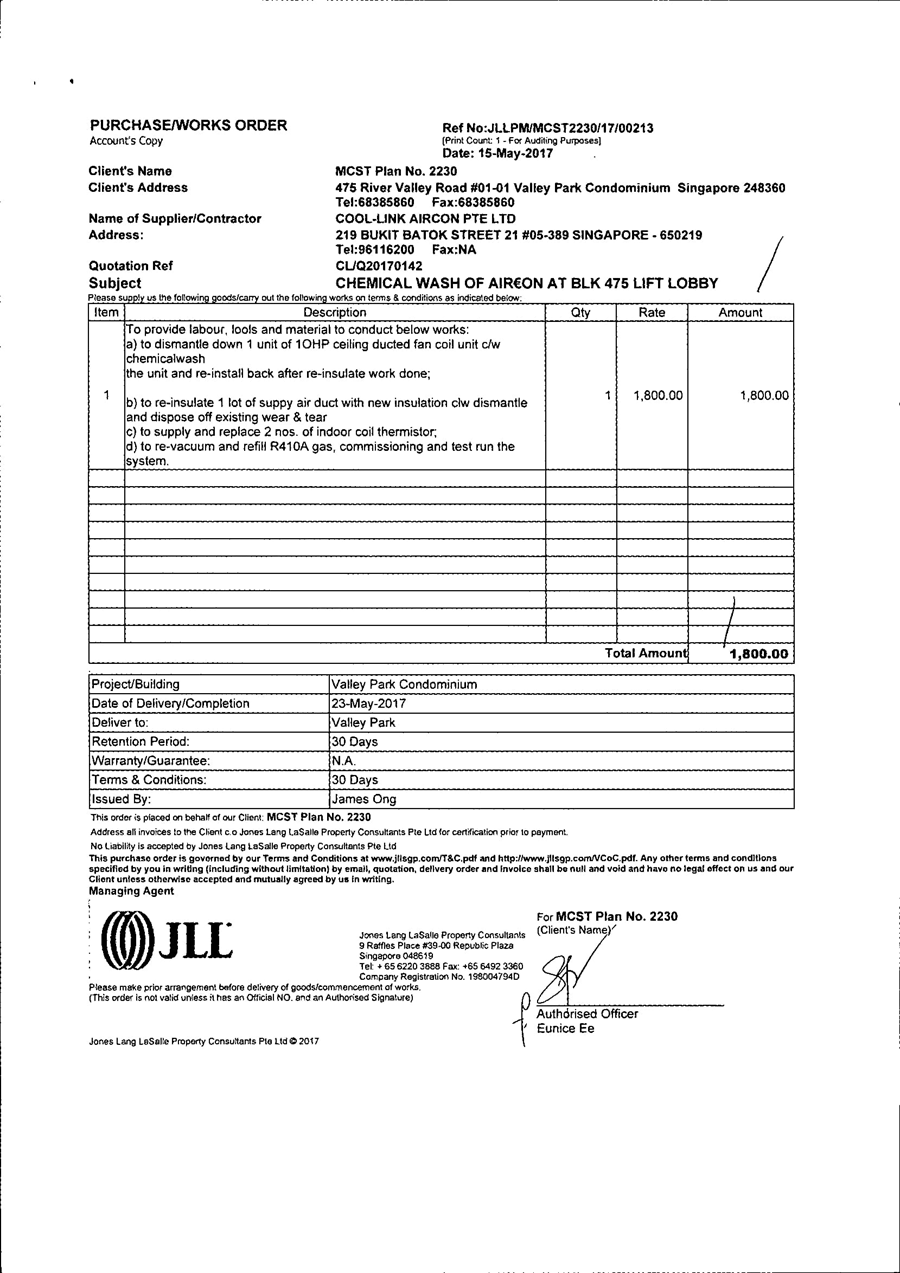 PURCHASE/WORKS ORDER
Account's Copy
Ref No:JLLPM/MCST2230/17/00213
[Print Count: 1 - For Auditing Purposes]
Date: 15-May-2017
Client's Name MCST Plan No. 2230
Client's Address 475 River Valley Road #01-01 Valley Park Condominium Singapore 248360
Tel:68385860 Fax:68385860
Name of Supplier/Contractor COOL-LINK AIRCON PTE LTD
Address: 219 BUKIT BATOK STREET 21 #05-389 SINGAPORE - 650219
Tel:96116200 Fax:NA
Quotation Ref CL/Q20170142
Subject CHEMICAL WASH OF AIRCON AT BLK 475 LIFT LOBBY
Please supply us the following goods/carry out the following works on terms & conditions as indicated below:
Item Description Qty Rate Amount
To provide labour, tools and material to conduct below works:
a) to dismantle down 1 unit of 1OHP ceiling ducted fan coil unit c/w
chemicalwash
the unit and re-install back after re-insulate work done;
1 1 1,800.00 1,800.00
b) to re-insulate 1 lot of suppy air duct with new insulation c/w dismantle
and dispose off existing wear & tear
c) to supply and replace 2 nos. of indoor coil thermistor;
d) to re-vacuum and refill R410A gas, commissioning and test run the
system.
Total Amount 1,800.00
Project/Building Valley Park Condominium
Date of Delivery/Completion 23-May-2017
Deliver to: Valley Park
Retention Period: 30 Days
Warranty/Guarantee: N.A.
Terms & Conditions: 30 Days
Issued By: James Ong
This order is placed on behalf of our Client: MCST Plan No. 2230
Address all invoices to the Client c.o Jones Lang LaSalle Property Consultants Pte Ltd for certification prior to payment.
No Liability is accepted by Jones Lang LaSalle Property Consultants Pte Ltd
This purchase order is governed by our Terms and Conditions at www.jllsgp.com/T&C.pdf and http://www.jllsgp.com/VCoC.pdf. Any other terms and conditions
specified by you in writing (including without limitation) by email, quotation, delivery order and invoice shall be null and void and have no legal effect on us and our
Client unless otherwise accepted and mutually agreed by us in writing.
Managing Agent
JLL
Jones Lang LaSalle Property Consultants
9 Raffles Place #39-00 Republic Plaza
Singapore 048619
Tel: + 65 6220 3888 Fax: +65 6492 3360
Company Registration No. 198004794D
For MCST Plan No. 2230
(Client's Name)
Please make prior arrangement before delivery of goods/commencement of works.
(This order is not valid unless it has an Official NO. and an Authorised Signature)
Authorised Officer
Eunice Ee
Jones Lang LaSalle Property Consultants Pte Ltd © 2017